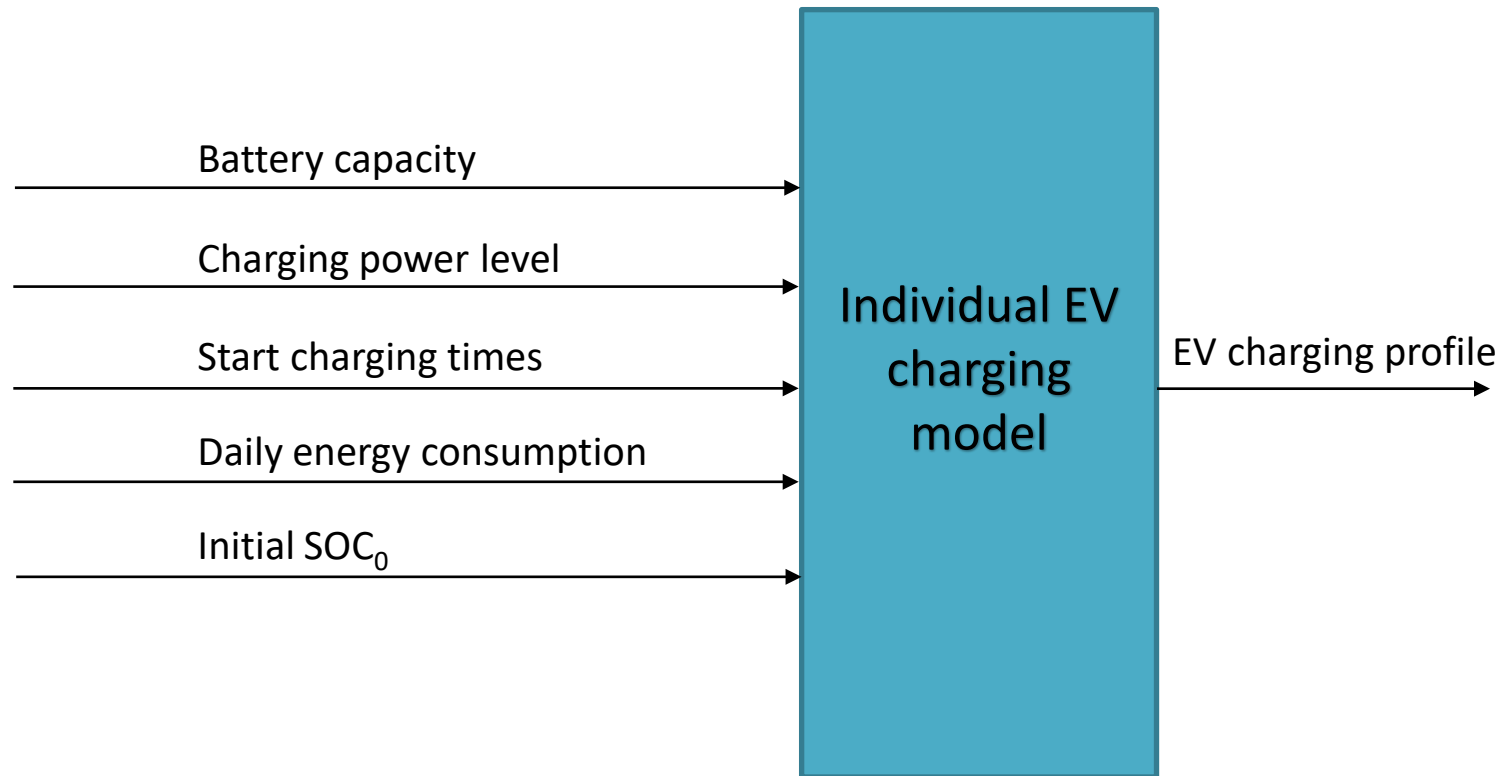 Battery capacity
Charging power level
Start charging times
Daily energy consumption
Initial SOC₀
Individual EV
charging
model
EV charging profile